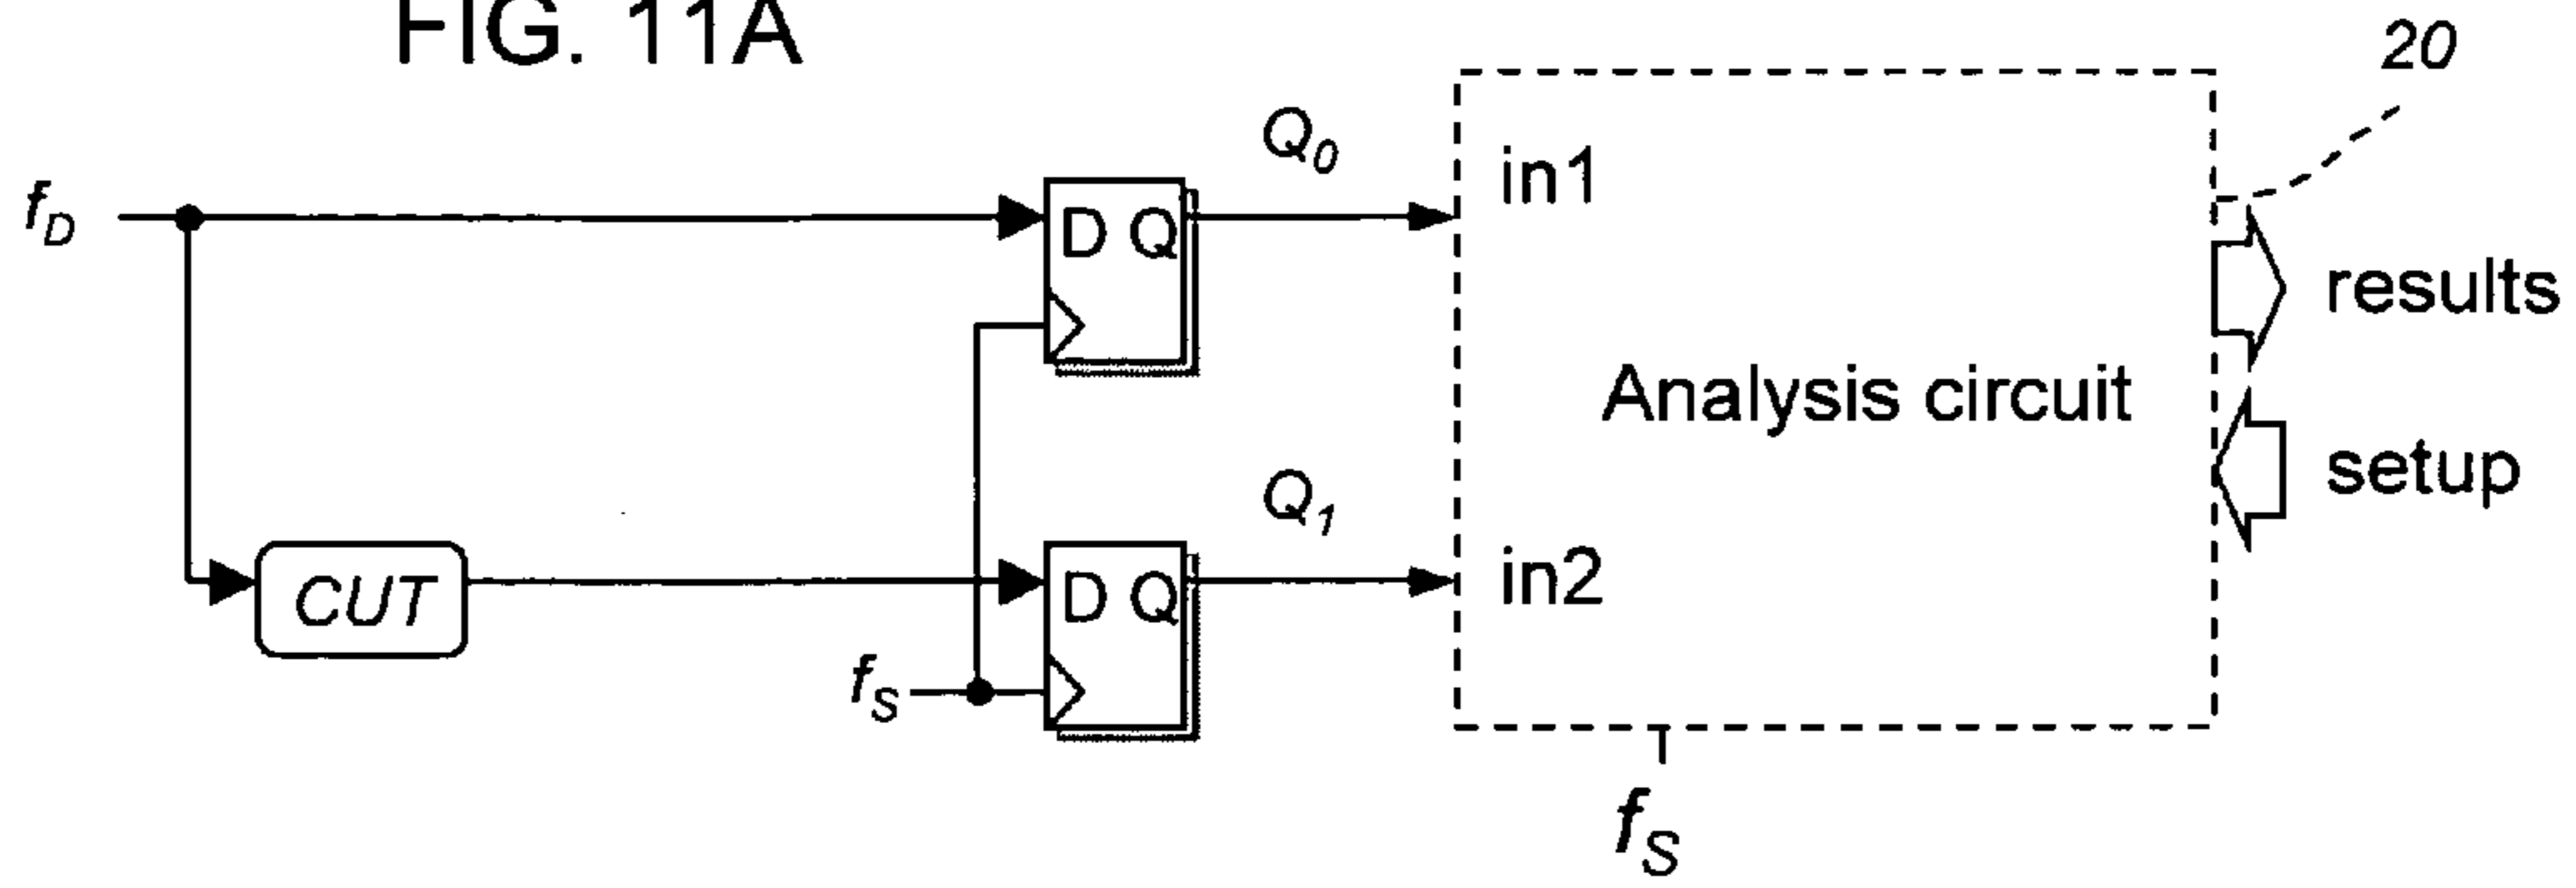 FIG. 11A
20
Q0
in1
fD
D Q
results
Analysis circuit
setup
Q1
in2
CUT
D Q
fS
fS